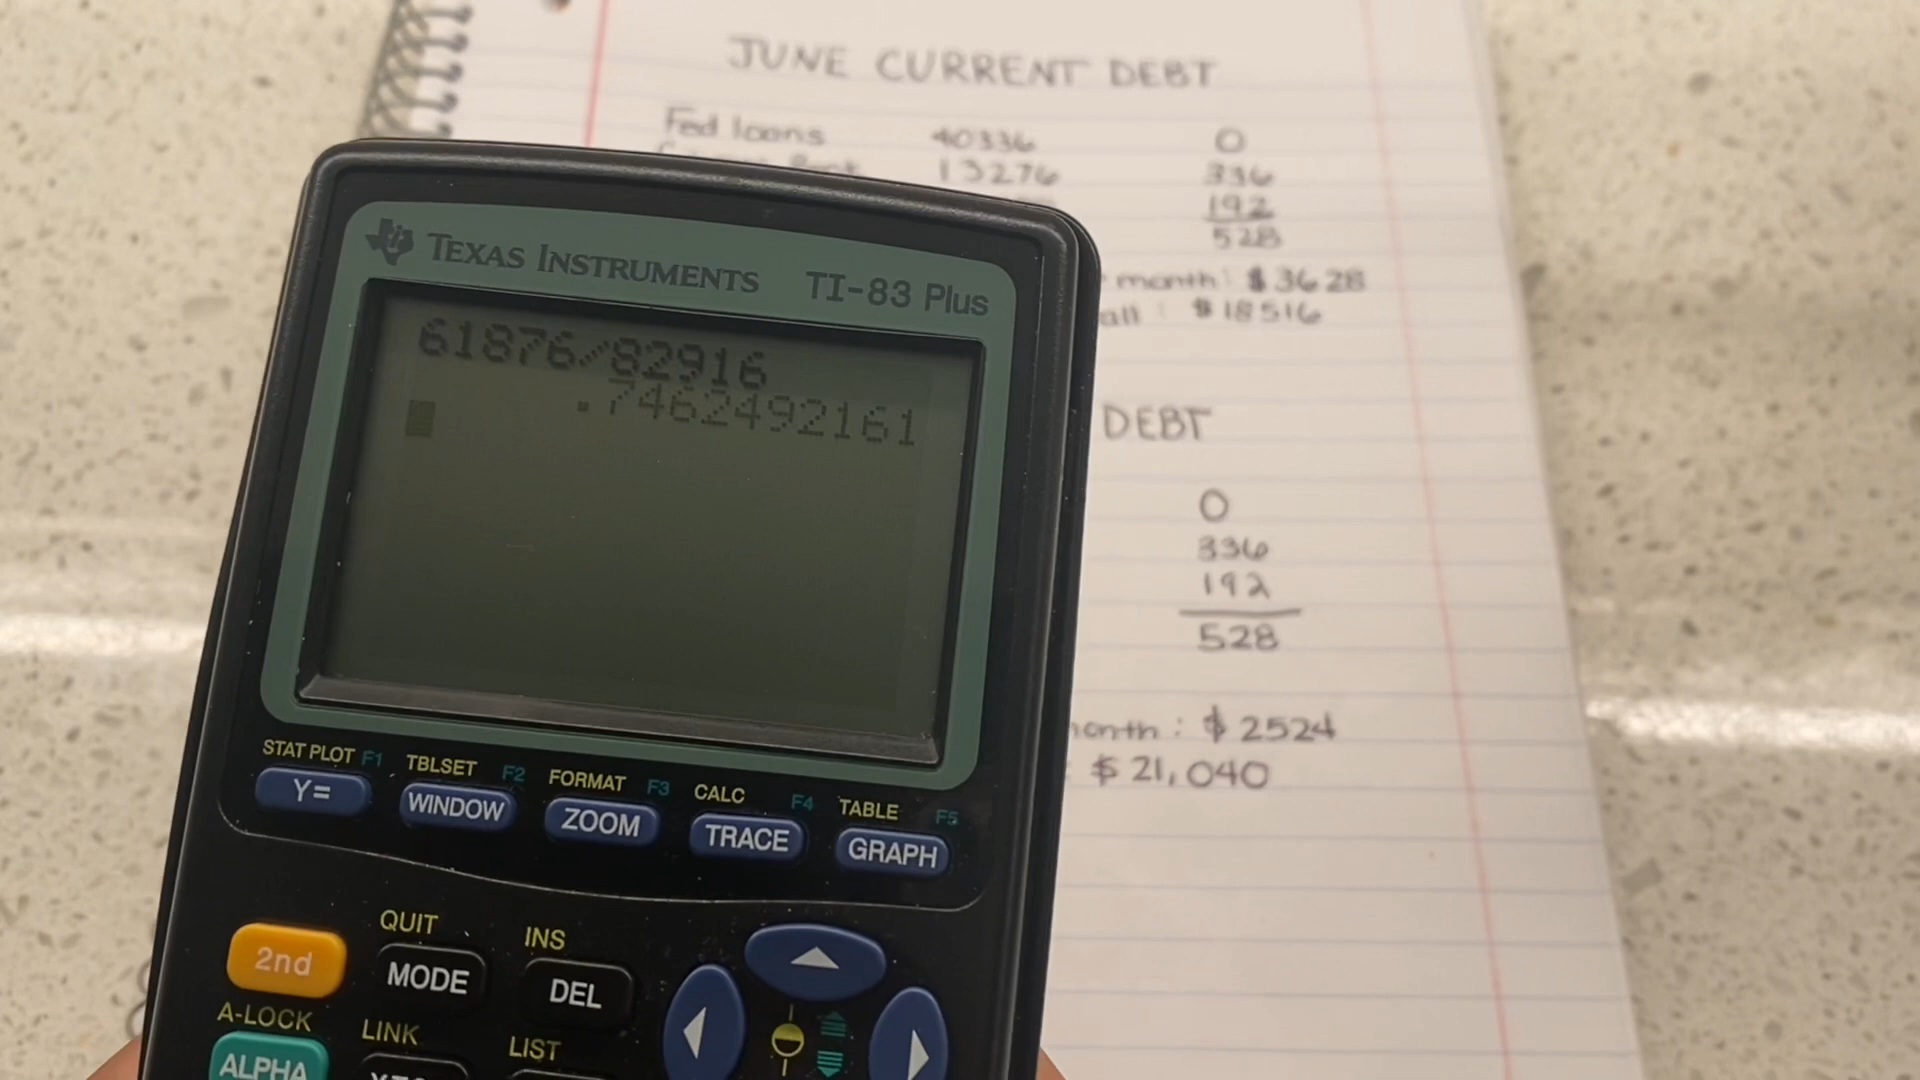 JUNE CURRENT DEBT
Fed loans 40336 0
13276 336
192
528
month: $3628
all: $18516
TEXAS INSTRUMENTS TI-83 Plus
61876/82916
.7462492161
DEBT
0
336
192
528
month: $2524
: $21,040
STAT PLOT F1 TBLSET F2 FORMAT F3 CALC F4 TABLE F5
Y= WINDOW ZOOM TRACE GRAPH
QUIT INS
2nd MODE DEL
A-LOCK LINK LIST
ALPHA